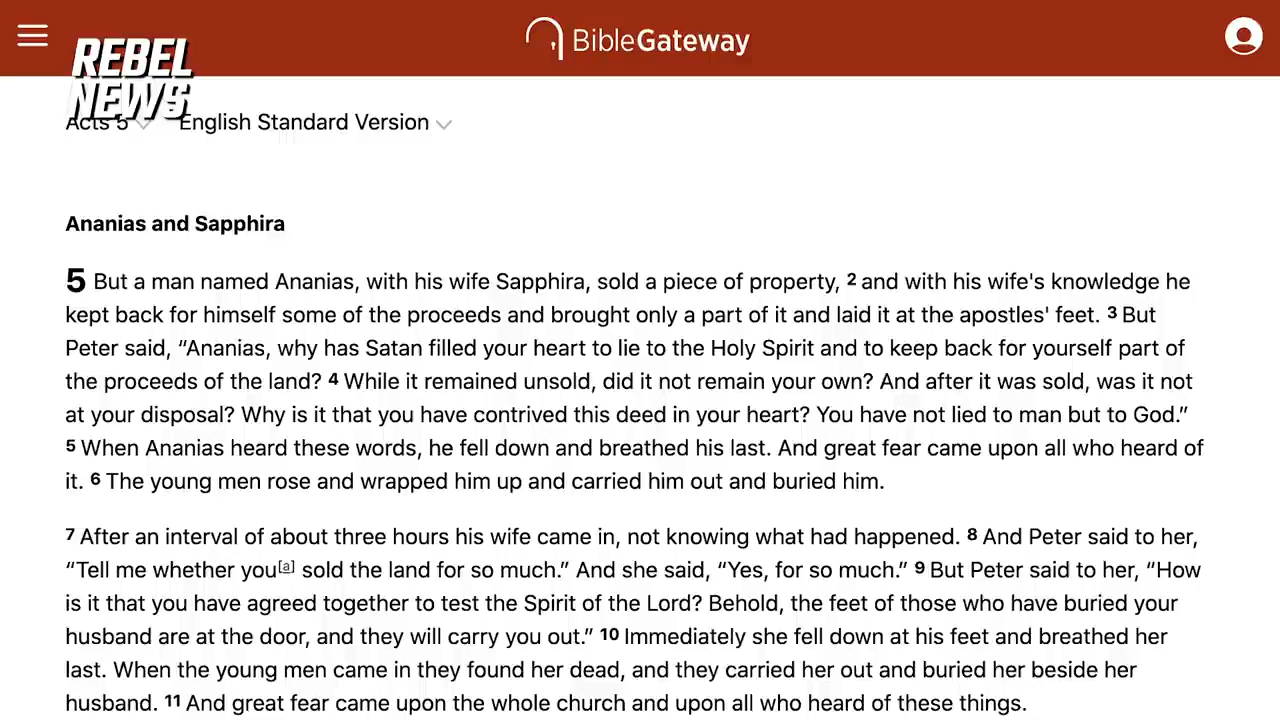 BibleGateway
REBEL
NEWS
Acts 5 English Standard Version
Ananias and Sapphira
5 But a man named Ananias, with his wife Sapphira, sold a piece of property, 2 and with his wife's knowledge he
kept back for himself some of the proceeds and brought only a part of it and laid it at the apostles' feet. 3 But
Peter said, “Ananias, why has Satan filled your heart to lie to the Holy Spirit and to keep back for yourself part of
the proceeds of the land? 4 While it remained unsold, did it not remain your own? And after it was sold, was it not
at your disposal? Why is it that you have contrived this deed in your heart? You have not lied to man but to God.”
5 When Ananias heard these words, he fell down and breathed his last. And great fear came upon all who heard of
it. 6 The young men rose and wrapped him up and carried him out and buried him.
7 After an interval of about three hours his wife came in, not knowing what had happened. 8 And Peter said to her,
“Tell me whether you[a] sold the land for so much.” And she said, “Yes, for so much.” 9 But Peter said to her, “How
is it that you have agreed together to test the Spirit of the Lord? Behold, the feet of those who have buried your
husband are at the door, and they will carry you out.” 10 Immediately she fell down at his feet and breathed her
last. When the young men came in they found her dead, and they carried her out and buried her beside her
husband. 11 And great fear came upon the whole church and upon all who heard of these things.